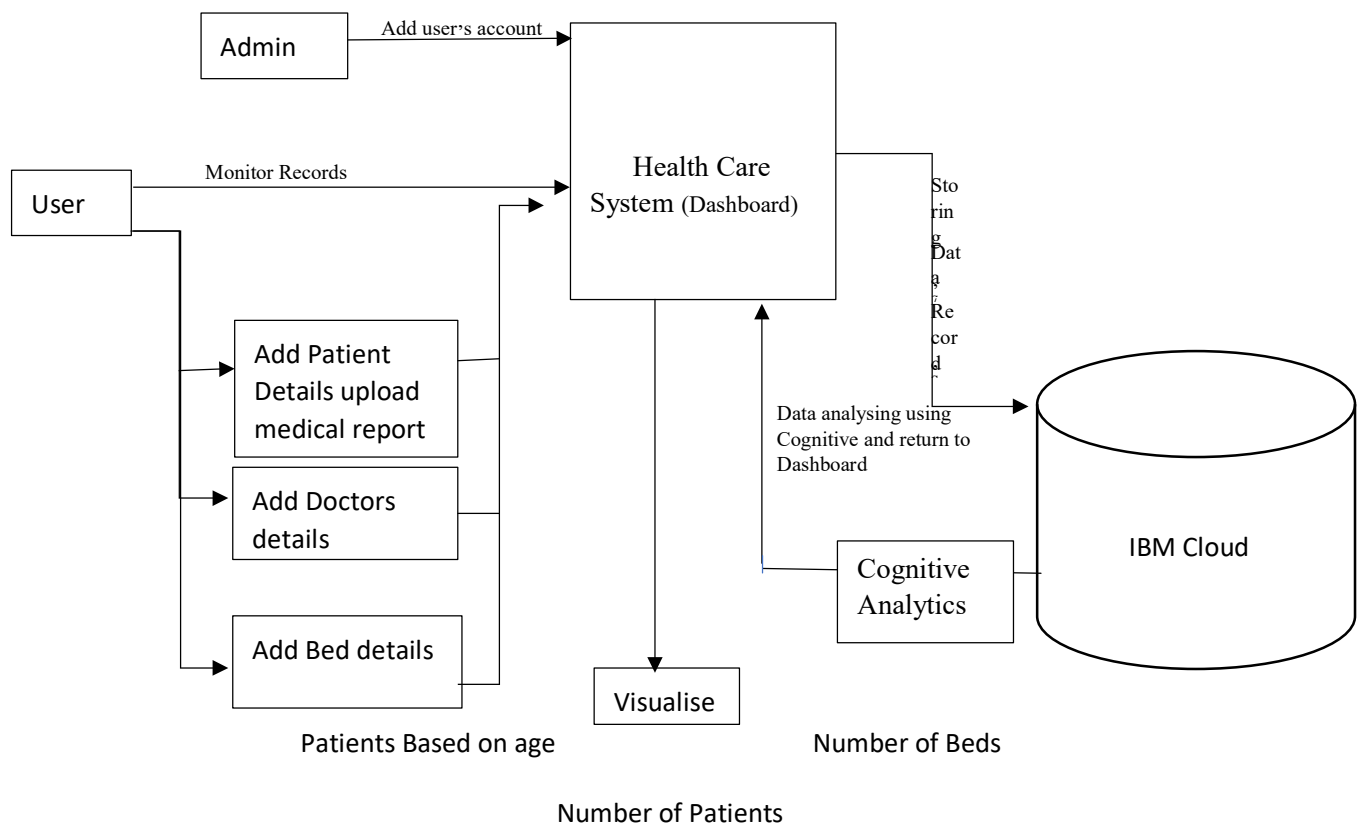 Admin
Add user's account
Health Care
System (Dashboard)
Monitor Records
User
Sto
rin
g
Dat
a
Re
cor
d
Add Patient
Details upload
medical report
Data analysing using
Cognitive and return to
Dashboard
Add Doctors
details
IBM Cloud
Cognitive
Analytics
Add Bed details
Visualise
Patients Based on age
Number of Beds
Number of Patients